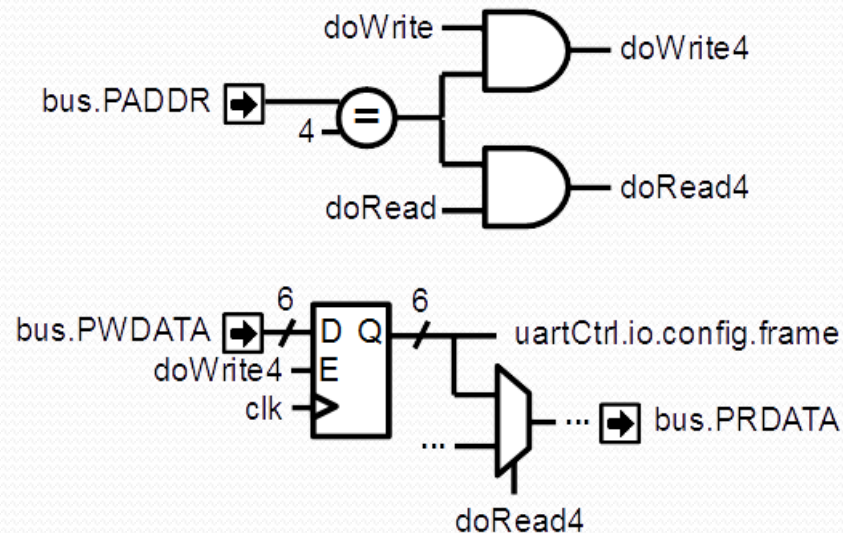 doWrite
doWrite4
bus.PADDR
4
=
doRead
doRead4
6
6
bus.PWDATA
D Q
uartCtrl.io.config.frame
doWrite4
E
clk
...
... bus.PRDATA
doRead4